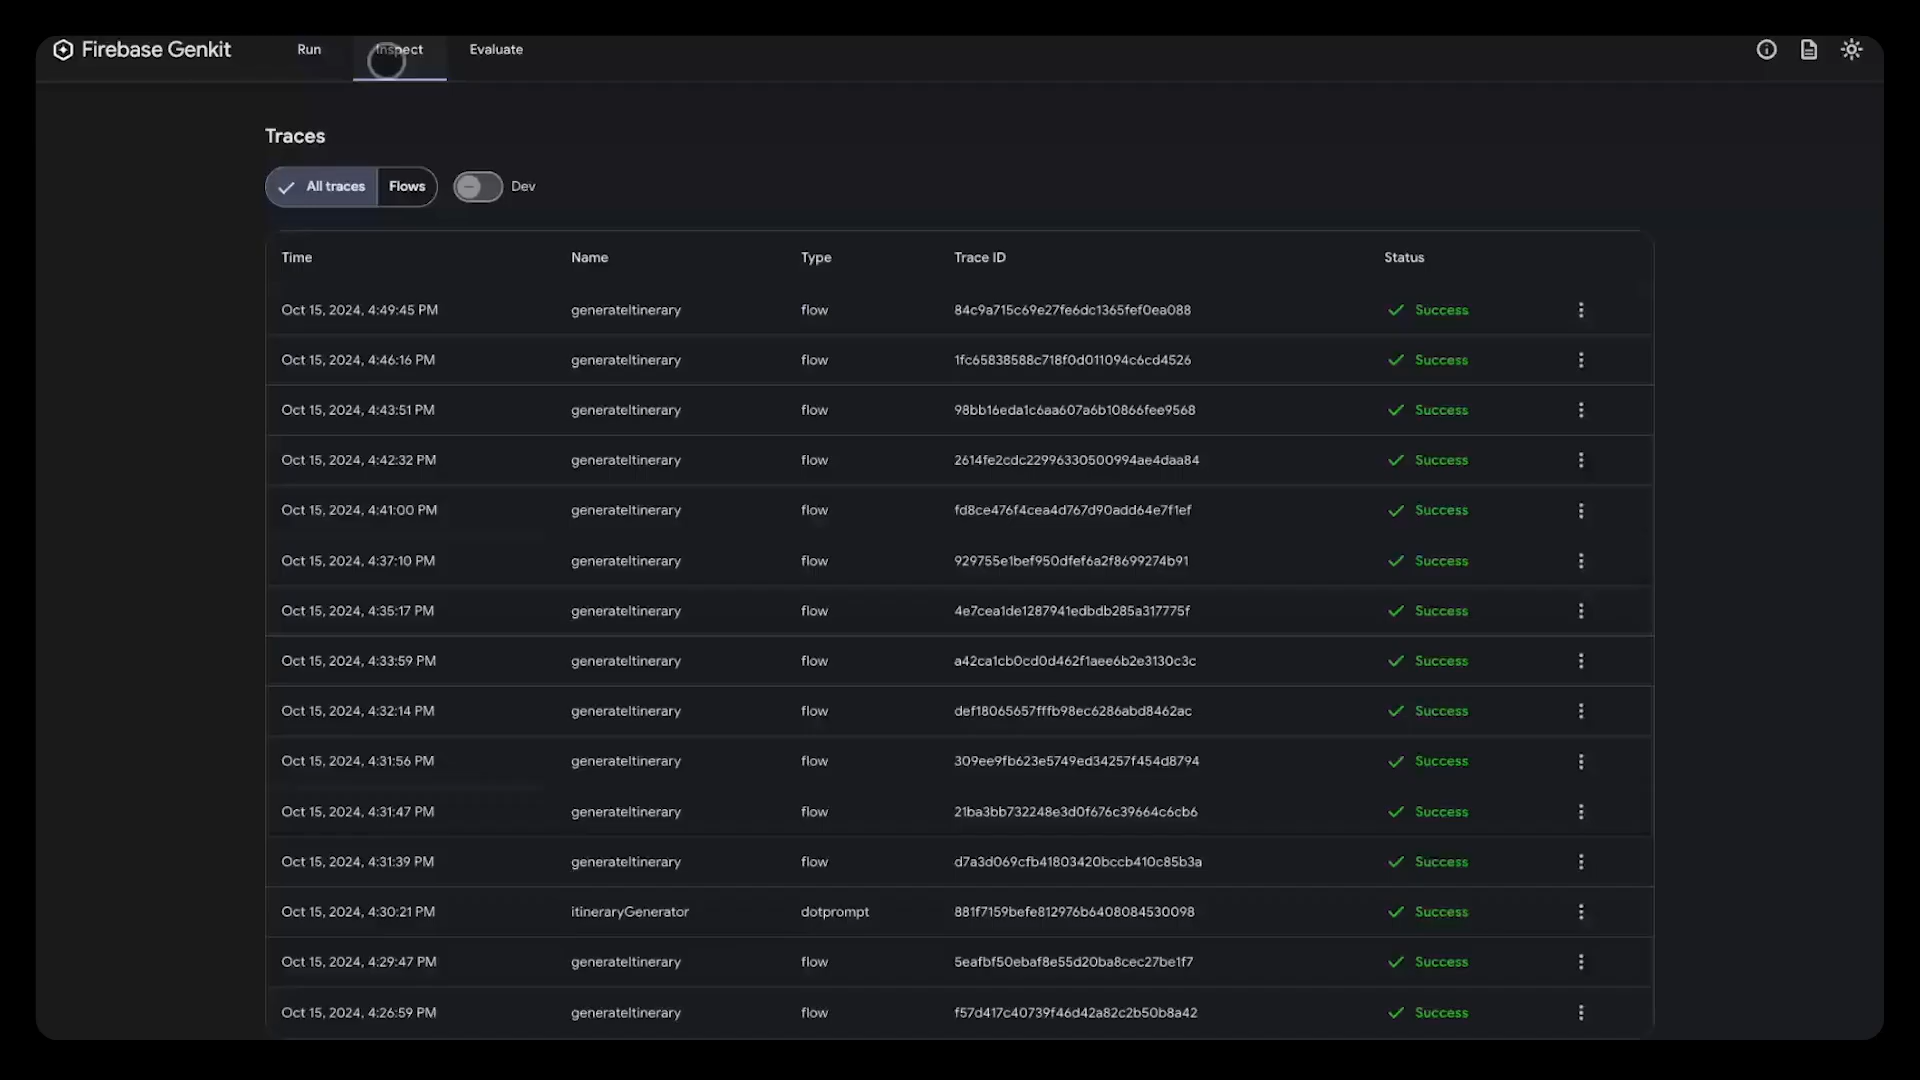 Firebase Genkit Run Inspect Evaluate
Traces
All traces Flows Dev
Time Name Type Trace ID Status
Oct 15, 2024, 4:49:45 PM generateItinerary flow 84c9a715c69e27fe6dc1365fef0ea088 Success
Oct 15, 2024, 4:46:16 PM generateItinerary flow 1fc65838588c718f0d011094c6cd4526 Success
Oct 15, 2024, 4:43:51 PM generateItinerary flow 98bb16eda1c6aa607a6b10866fee9568 Success
Oct 15, 2024, 4:42:32 PM generateItinerary flow 2614fe2cdc22996330500994ae4daa84 Success
Oct 15, 2024, 4:41:00 PM generateItinerary flow fd8ce476f4cea4d767d90add64e7f1ef Success
Oct 15, 2024, 4:37:10 PM generateItinerary flow 929755e1bef950dfef6a2f8699274b91 Success
Oct 15, 2024, 4:35:17 PM generateItinerary flow 4e7cea1de1287941edbdb285a317775f Success
Oct 15, 2024, 4:33:59 PM generateItinerary flow a42ca1cb0cd0d462f1aee6b2e3130c3c Success
Oct 15, 2024, 4:32:14 PM generateItinerary flow def18065657fffb98ec6286abd8462ac Success
Oct 15, 2024, 4:31:56 PM generateItinerary flow 309ee9fb623e5749ed34257f454d8794 Success
Oct 15, 2024, 4:31:47 PM generateItinerary flow 21ba3bb732248e3d0f676c39664c6cb6 Success
Oct 15, 2024, 4:31:39 PM generateItinerary flow d7a3d069cfb41803420bccb410c85b3a Success
Oct 15, 2024, 4:30:21 PM itineraryGenerator dotprompt 881f7159befe812976b6408084530098 Success
Oct 15, 2024, 4:29:47 PM generateItinerary flow 5eafbf50ebaf8e55d20ba8cec27be1f7 Success
Oct 15, 2024, 4:26:59 PM generateItinerary flow f57d417c40739f46d42a82c2b50b8a42 Success